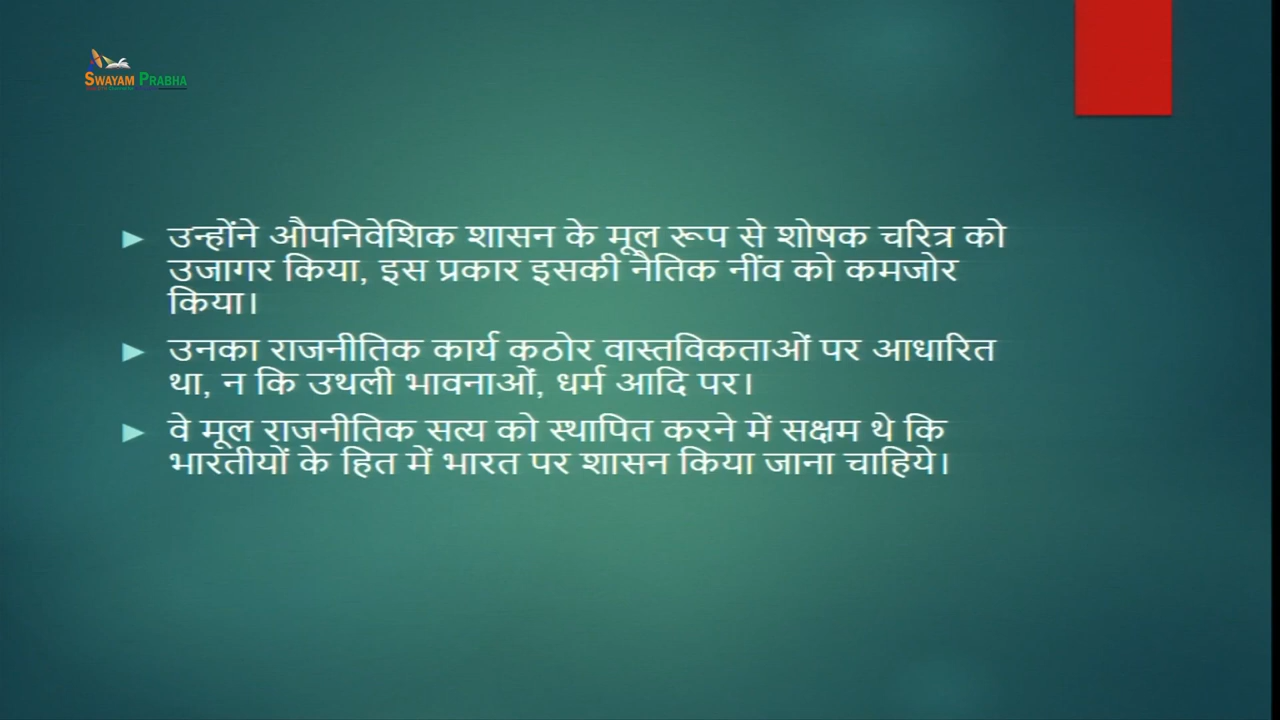 SWAYAM PRABHA
उन्होंने औपनिवेशिक शासन के मूल रूप से शोषक चरित्र को
उजागर किया, इस प्रकार इसकी नैतिक नींव को कमजोर
किया।
उनका राजनीतिक कार्य कठोर वास्तविकताओं पर आधारित
था, न कि उथली भावनाओं, धर्म आदि पर।
वे मूल राजनीतिक सत्य को स्थापित करने में सक्षम थे कि
भारतीयों के हित में भारत पर शासन किया जाना चाहिये।